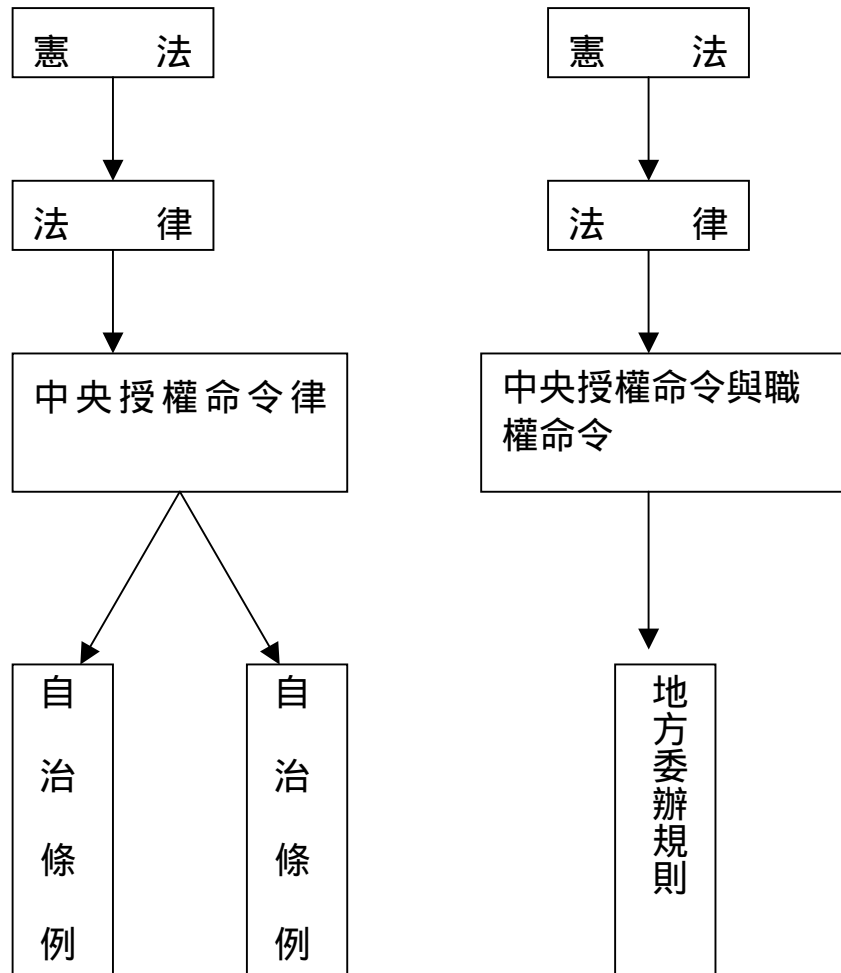 憲 法
法 律
中央授權命令律
自治條例
自治條例
憲 法
法 律
中央授權命令與職
權命令
地方委辦規則